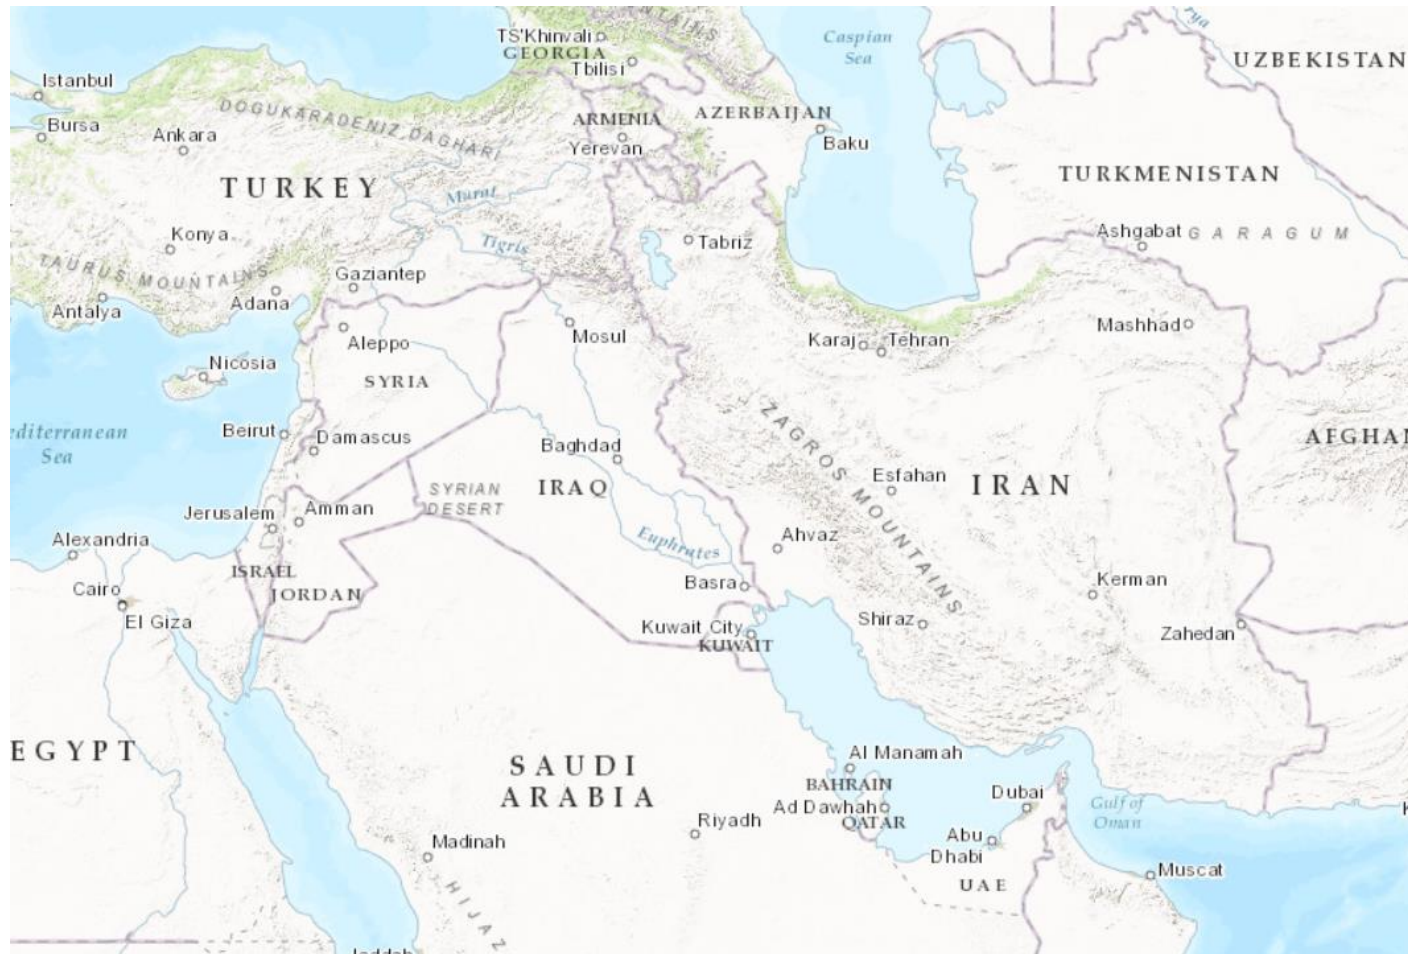 TS'Khinvali
GEORGIA
Tbilisi
Caspian
Sea
UZBEKISTAN
Istanbul
DOGUKARADENIZ DAGHARI
ARMENIA
AZERBAIJAN
Bursa
Ankara
Yerevan
Baku
TURKEY
Murat
TURKMENISTAN
Konya
Tigris
Tabriz
Ashgabat
GARAGUM
TAURUS MOUNTAINS
Gaziantep
Antalya
Adana
Aleppo
Mosul
Karaj
Tehran
Mashhad
Nicosia
SYRIA
ZAGROS MOUNTAINS
editerranean
Sea
Beirut
Damascus
Baghdad
AFGHAN
SYRIAN
DESERT
IRAQ
Esfahan
IRAN
Jerusalem
Amman
Alexandria
Euphrates
Ahvaz
ISRAEL
JORDAN
Cairo
El Giza
Basra
Kerman
Kuwait City
KUWAIT
Shiraz
Zahedan
EGYPT
SAUDI
ARABIA
Al Manamah
BAHRAIN
Ad Dawhah
QATAR
Dubai
Gulf of
Oman
Riyadh
Abu
Dhabi
UAE
Madinah
HIJAZ
Muscat